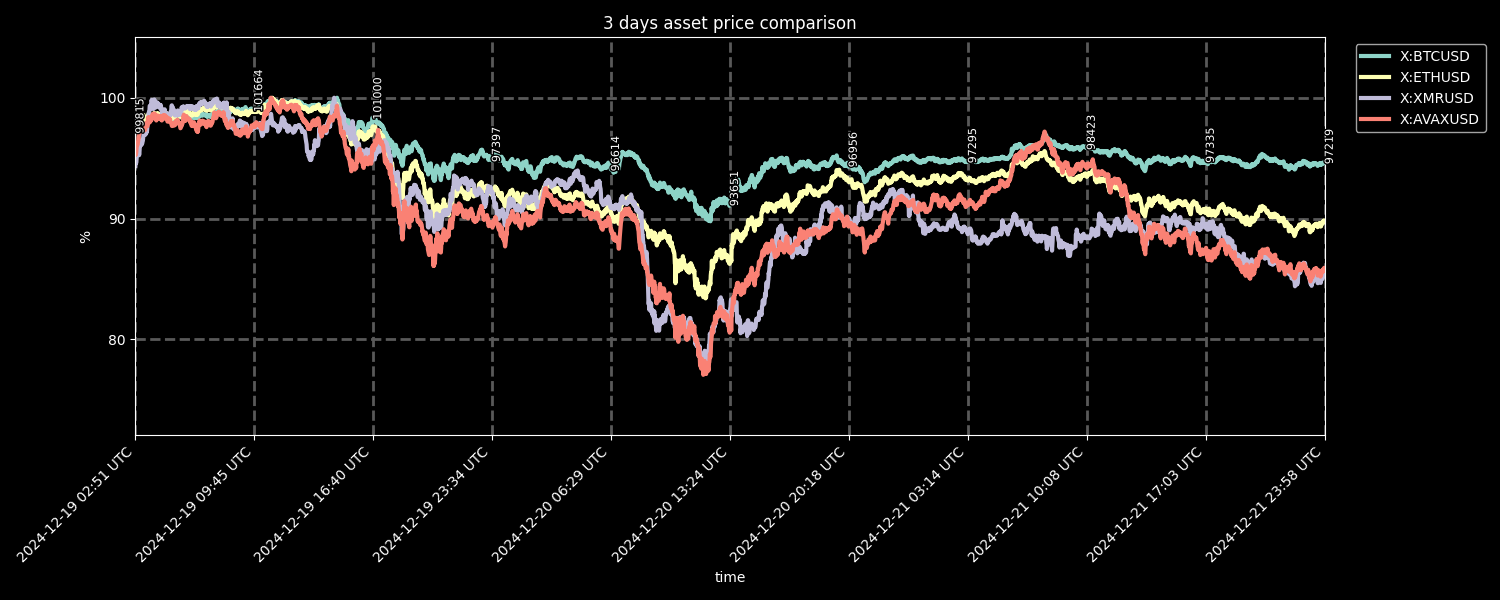 3 days asset price comparison
X:BTCUSD
X:ETHUSD
X:XMRUSD
X:AVAXUSD
100
90
80
%
99815
101664
101000
97397
96614
93651
96956
97295
98423
97335
97219
2024-12-19 02:51 UTC
2024-12-19 09:45 UTC
2024-12-19 16:40 UTC
2024-12-19 23:34 UTC
2024-12-20 06:29 UTC
2024-12-20 13:24 UTC
2024-12-20 20:18 UTC
2024-12-21 03:14 UTC
2024-12-21 10:08 UTC
2024-12-21 17:03 UTC
2024-12-21 23:58 UTC
time